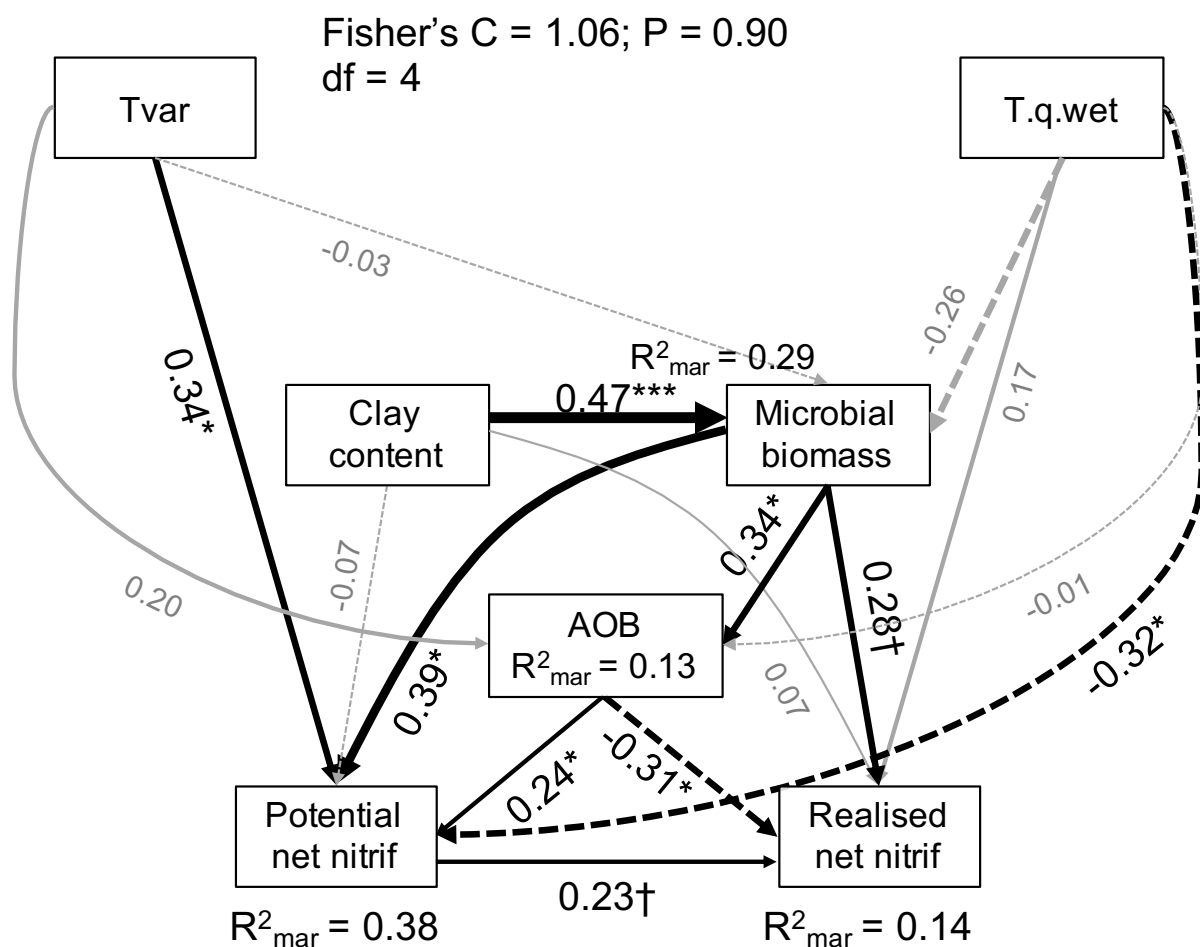 Fisher’s C = 1.06; P = 0.90
df = 4
Tvar
T.q.wet
-0.03
-0.26
0.17
0.34*
R²mar = 0.29
0.47***
Clay
content
Microbial
biomass
-0.07
0.34*
0.28†
0.20
-0.01
AOB
R²mar = 0.13
0.39*
0.07
-0.32*
0.24*
-0.31*
Potential
net nitrif
Realised
net nitrif
0.23†
R²mar = 0.38
R²mar = 0.14